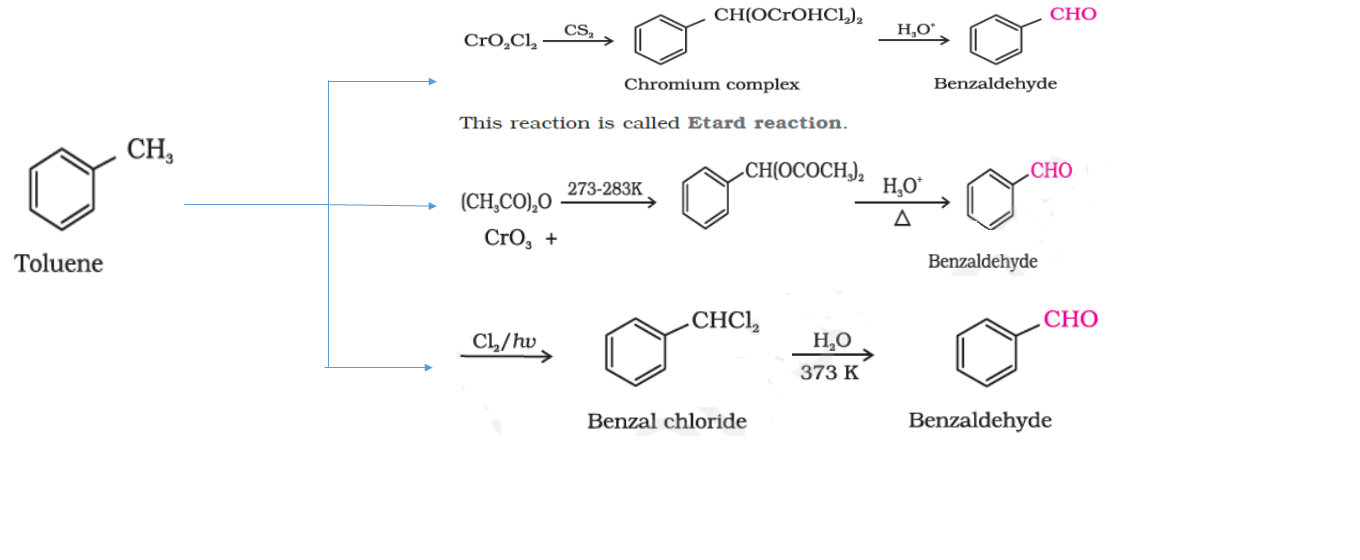 CH₃
Toluene
CrO₂Cl₂ CS₂ CH(OCrOHCl₂)₂ H₃O⁺ CHO
Chromium complex Benzaldehyde
This reaction is called Etard reaction.
(CH₃CO)₂O 273-283K CH(OCOCH₃)₂ H₃O⁺ CHO
CrO₃ + Δ
Benzaldehyde
Cl₂/hυ CHCl₂ H₂O CHO
373 K
Benzal chloride Benzaldehyde